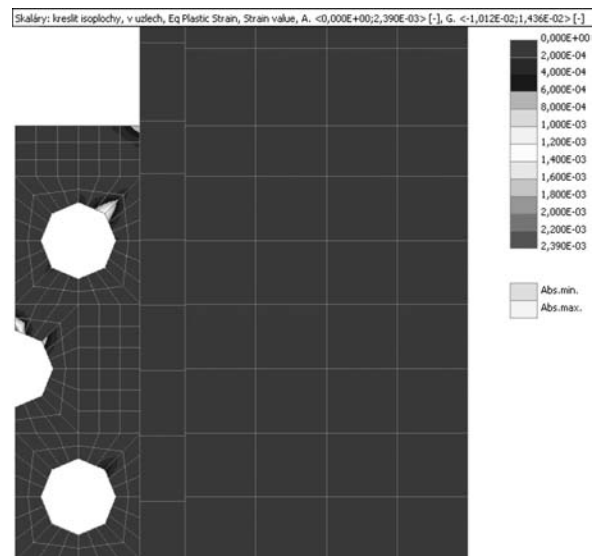 Skaláry: kreslit isoplochy, v uzlech, Eq Plastic Strain, Strain value, A. <0,000E+00;2,390E-03> [-], G. <-1,012E-02;1,436E-02> [-]
0,000E+00
2,000E-04
4,000E-04
6,000E-04
8,000E-04
1,000E-03
1,200E-03
1,400E-03
1,600E-03
1,800E-03
2,000E-03
2,200E-03
2,390E-03
Abs.min.
Abs.max.